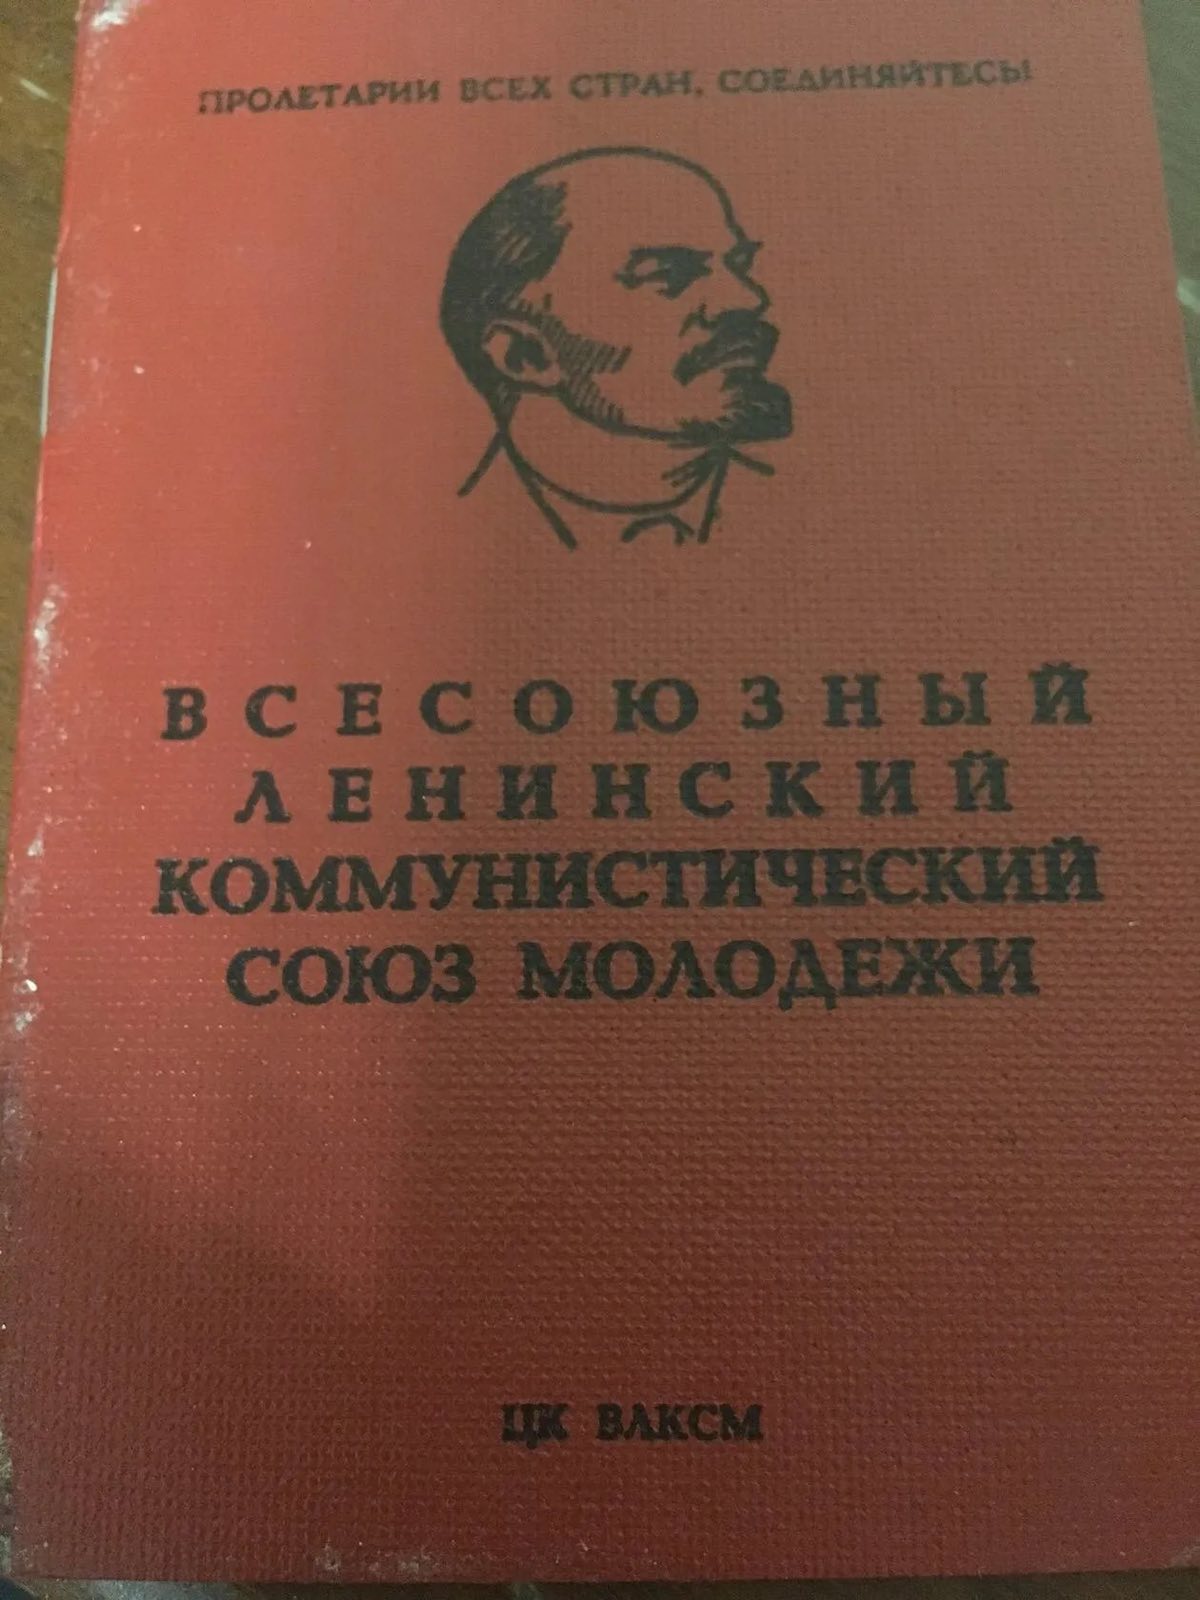 ПРОЛЕТАРИИ ВСЕХ СТРАН, СОЕДИНЯЙТЕСЬ!
ВСЕСОЮЗНЫЙ
ЛЕНИНСКИЙ
КОММУНИСТИЧЕСКИЙ
СОЮЗ МОЛОДЕЖИ
ЦК ВЛКСМ